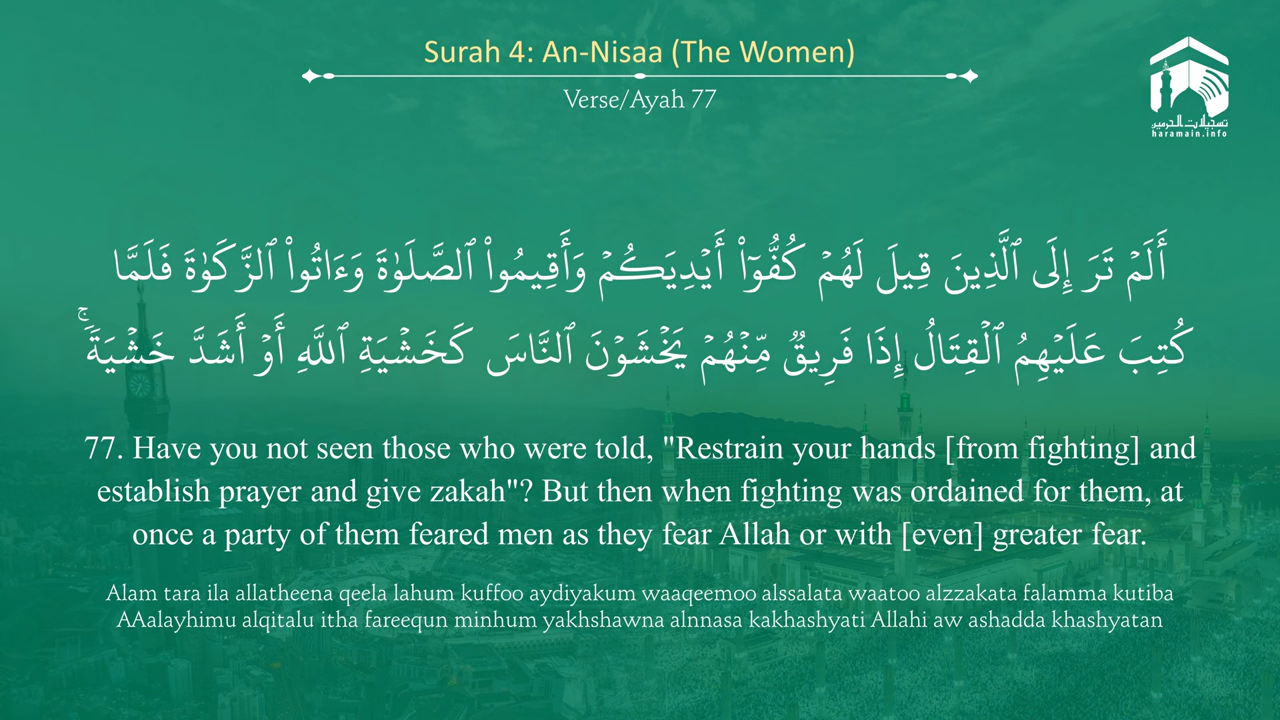 Surah 4: An-Nisaa (The Women)
Verse/Ayah 77
تسجيلات الحرمين
haramain.info
أَلَمۡ تَرَ إِلَى ٱلَّذِينَ قِيلَ لَهُمۡ كُفُّوٓاْ أَيۡدِيَكُمۡ وَأَقِيمُواْ ٱلصَّلَوٰةَ وَءَاتُواْ ٱلزَّكَوٰةَ فَلَمَّا
كُتِبَ عَلَيۡهِمُ ٱلۡقِتَالُ إِذَا فَرِيقٌ مِّنۡهُمۡ يَخۡشَوۡنَ ٱلنَّاسَ كَخَشۡيَةِ ٱللَّهِ أَوۡ أَشَدَّ خَشۡيَةٗۚ
77. Have you not seen those who were told, "Restrain your hands [from fighting] and
establish prayer and give zakah"? But then when fighting was ordained for them, at
once a party of them feared men as they fear Allah or with [even] greater fear.
Alam tara ila allatheena qeela lahum kuffoo aydiyakum waaqeemoo alssalata waatoo alzzakata falamma kutiba
AAalayhimu alqitalu itha fareequn minhum yakhshawna alnnasa kakhashyati Allahi aw ashadda khashyatan